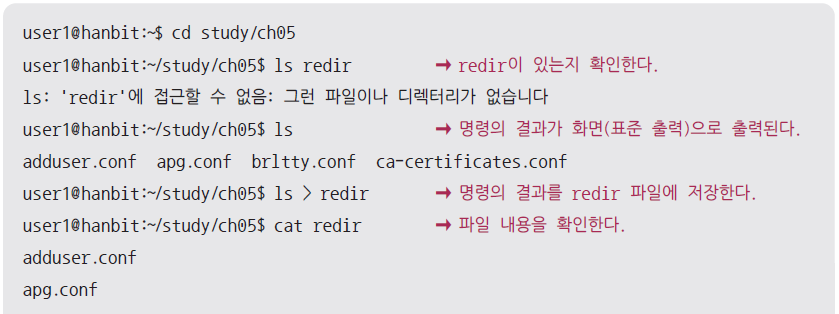 user1@hanbit:~$ cd study/ch05
user1@hanbit:~/study/ch05$ ls redir → redir이 있는지 확인한다.
ls: 'redir'에 접근할 수 없음: 그런 파일이나 디렉터리가 없습니다
user1@hanbit:~/study/ch05$ ls → 명령의 결과가 화면(표준 출력)으로 출력된다.
adduser.conf apg.conf brltty.conf ca-certificates.conf
user1@hanbit:~/study/ch05$ ls > redir → 명령의 결과를 redir 파일에 저장한다.
user1@hanbit:~/study/ch05$ cat redir → 파일 내용을 확인한다.
adduser.conf
apg.conf